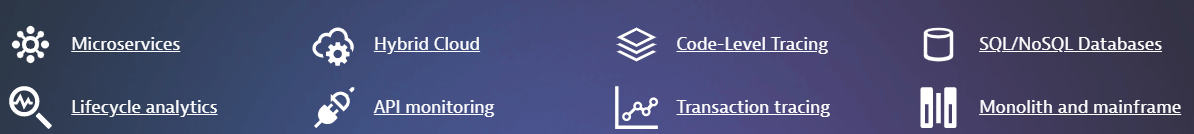 Microservices
Hybrid Cloud
Code-Level Tracing
SQL/NoSQL Databases
Lifecycle analytics
API monitoring
Transaction tracing
Monolith and mainframe